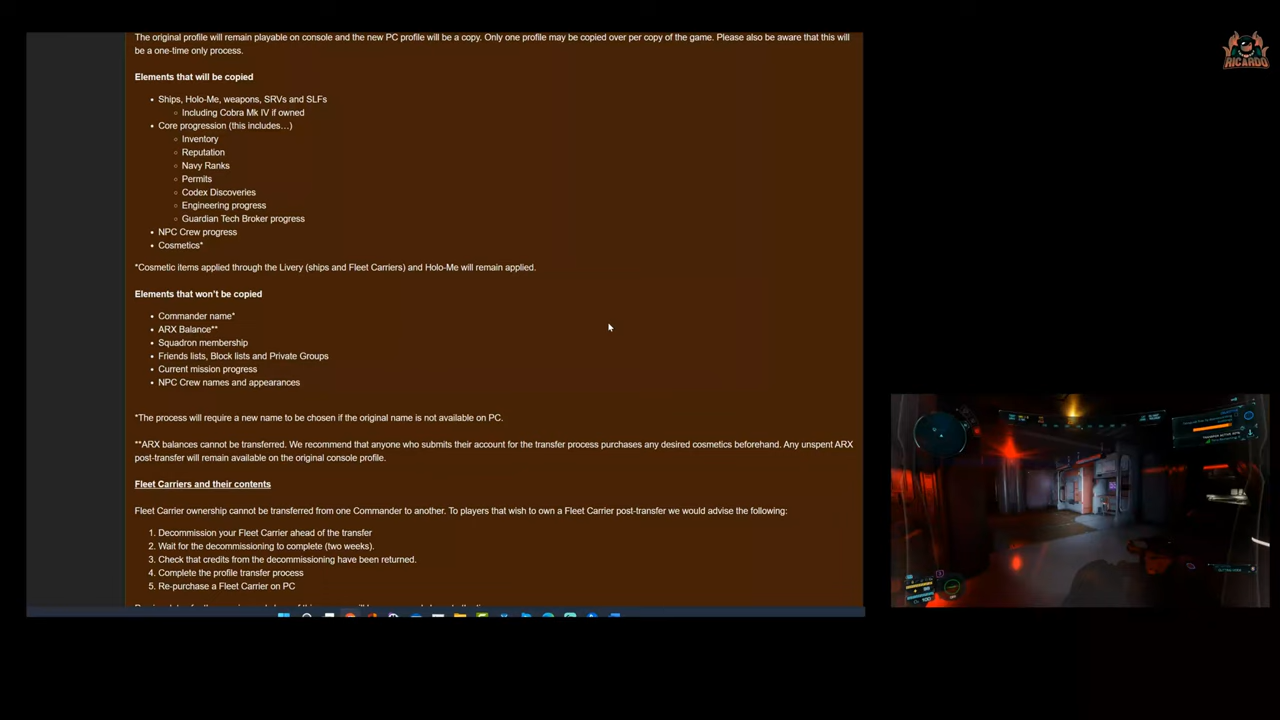 The original profile will remain playable on console and the new PC profile will be a copy. Only one profile may be copied over per copy of the game. Please also be aware that this will
be a one-time only process.
Elements that will be copied
• Ships, Holo-Me, weapons, SRVs and SLFs
◦ Including Cobra Mk IV if owned
• Core progression (this includes…)
◦ Inventory
◦ Reputation
◦ Navy Ranks
◦ Permits
◦ Codex Discoveries
◦ Engineering progress
◦ Guardian Tech Broker progress
• NPC Crew progress
• Cosmetics*
*Cosmetic items applied through the Livery (ships and Fleet Carriers) and Holo-Me will remain applied.
Elements that won't be copied
• Commander name*
• ARX Balance**
• Squadron membership
• Friends lists, Block lists and Private Groups
• Current mission progress
• NPC Crew names and appearances
*The process will require a new name to be chosen if the original name is not available on PC.
**ARX balances cannot be transferred. We recommend that anyone who submits their account for the transfer process purchases any desired cosmetics beforehand. Any unspent ARX
post-transfer will remain available on the original console profile.
Fleet Carriers and their contents
Fleet Carrier ownership cannot be transferred from one Commander to another. To players that wish to own a Fleet Carrier post-transfer we would advise the following:
1. Decommission your Fleet Carrier ahead of the transfer
2. Wait for the decommissioning to complete (two weeks).
3. Check that credits from the decommissioning have been returned.
4. Complete the profile transfer process
5. Re-purchase a Fleet Carrier on PC
RICARDO